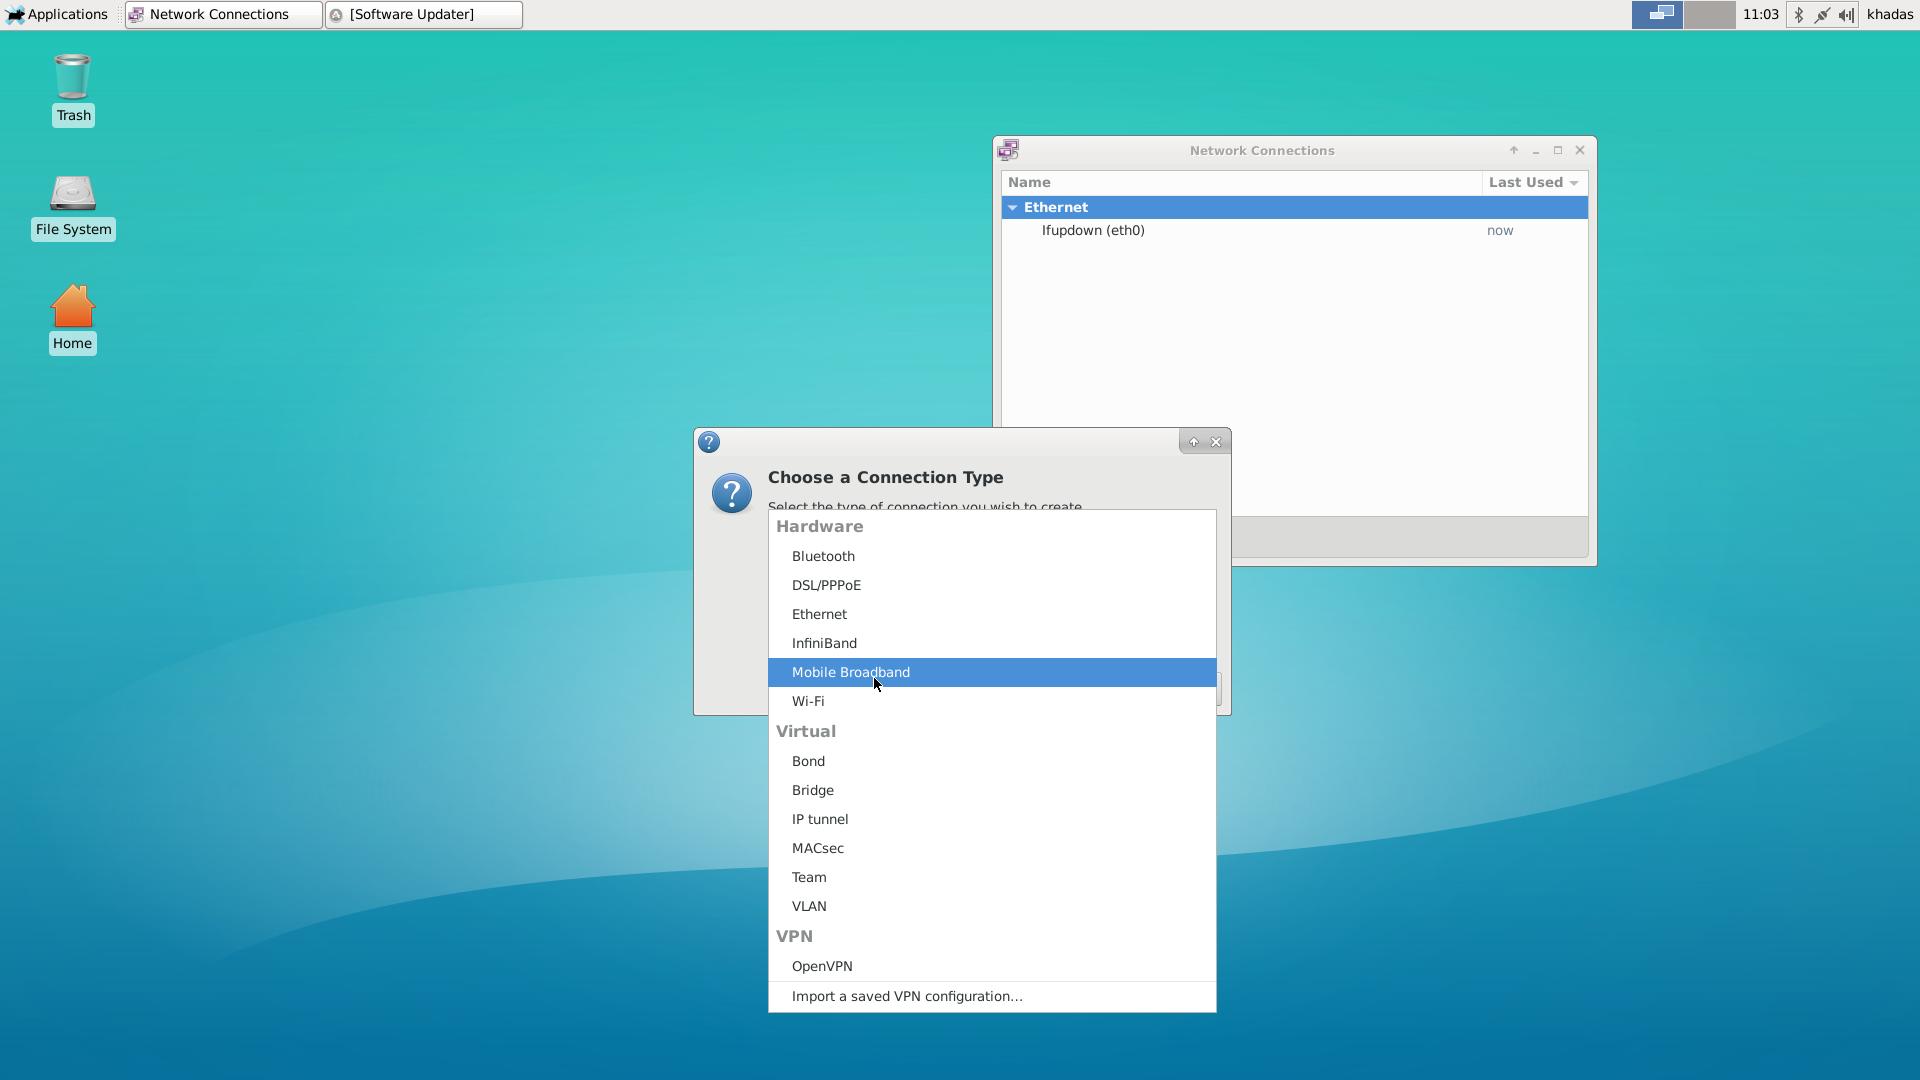 Applications
Network Connections
[Software Updater]
11:03
khadas
Trash
File System
Home
Network Connections
Name
Last Used
Ethernet
Ifupdown (eth0)
now
Choose a Connection Type
Select the type of connection you wish to create.
Hardware
Bluetooth
DSL/PPPoE
Ethernet
InfiniBand
Mobile Broadband
Wi-Fi
Virtual
Bond
Bridge
IP tunnel
MACsec
Team
VLAN
VPN
OpenVPN
Import a saved VPN configuration...